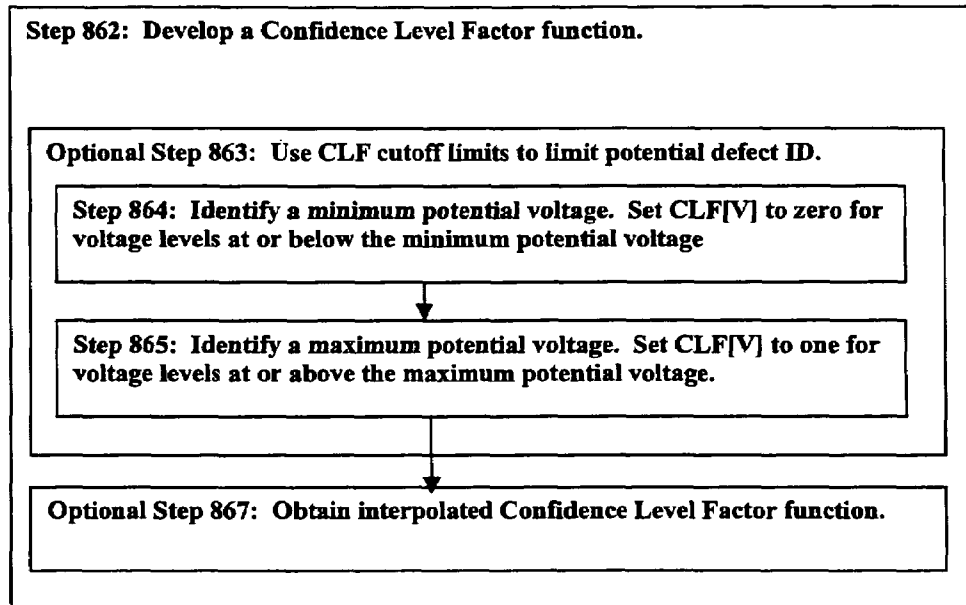 Step 862: Develop a Confidence Level Factor function.
Optional Step 863: Use CLF cutoff limits to limit potential defect ID.
Step 864: Identify a minimum potential voltage. Set CLF[V] to zero for
voltage levels at or below the minimum potential voltage
Step 865: Identify a maximum potential voltage. Set CLF[V] to one for
voltage levels at or above the maximum potential voltage.
Optional Step 867: Obtain interpolated Confidence Level Factor function.